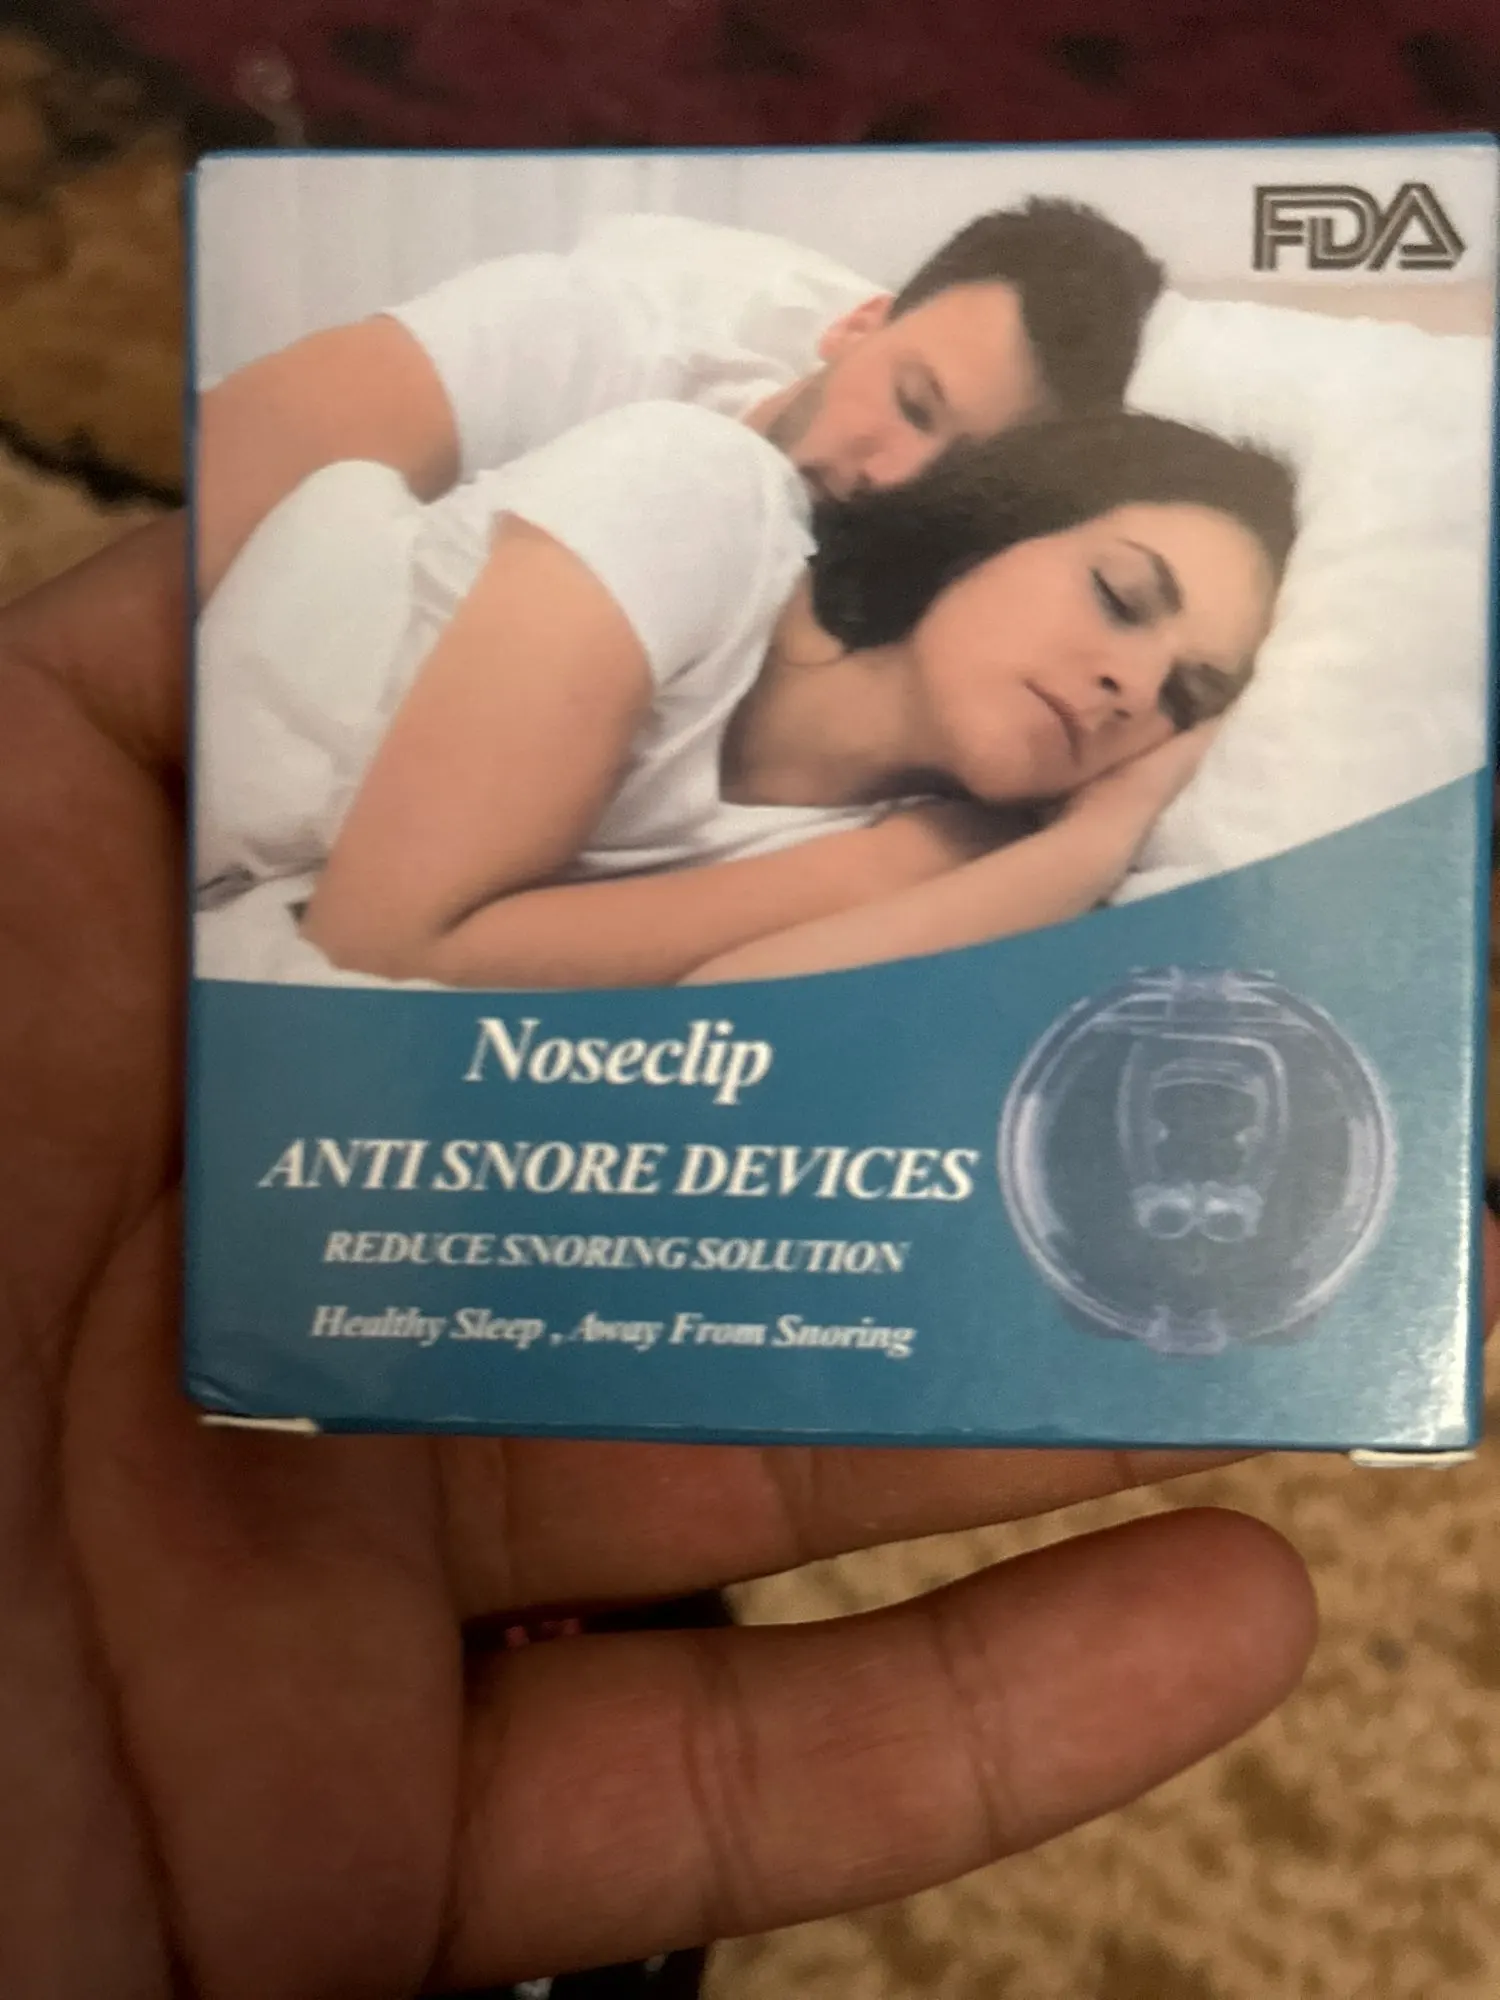 FDA
Noseclip
ANTI SNORE DEVICES
REDUCE SNORING SOLUTION
Healthy Sleep , Away From Snoring